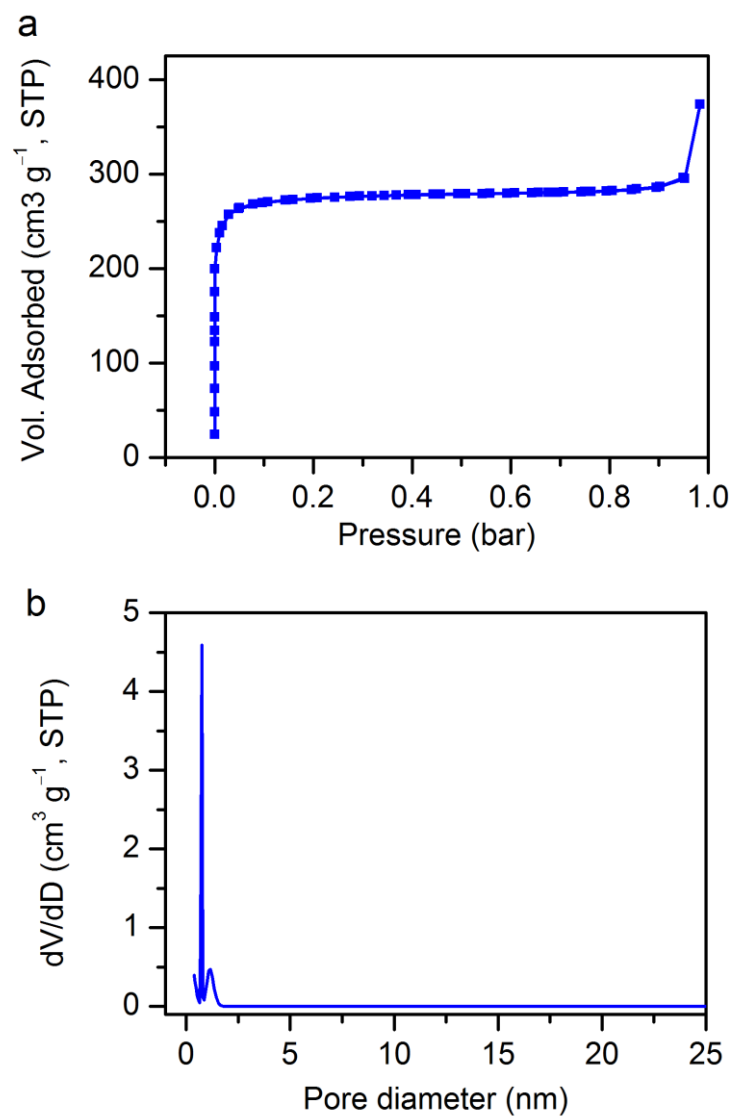 a
Vol. Adsorbed (cm3 g⁻¹, STP)
400
300
200
100
0
0.0 0.2 0.4 0.6 0.8 1.0
Pressure (bar)
b
dV/dD (cm³ g⁻¹, STP)
5
4
3
2
1
0
0 5 10 15 20 25
Pore diameter (nm)